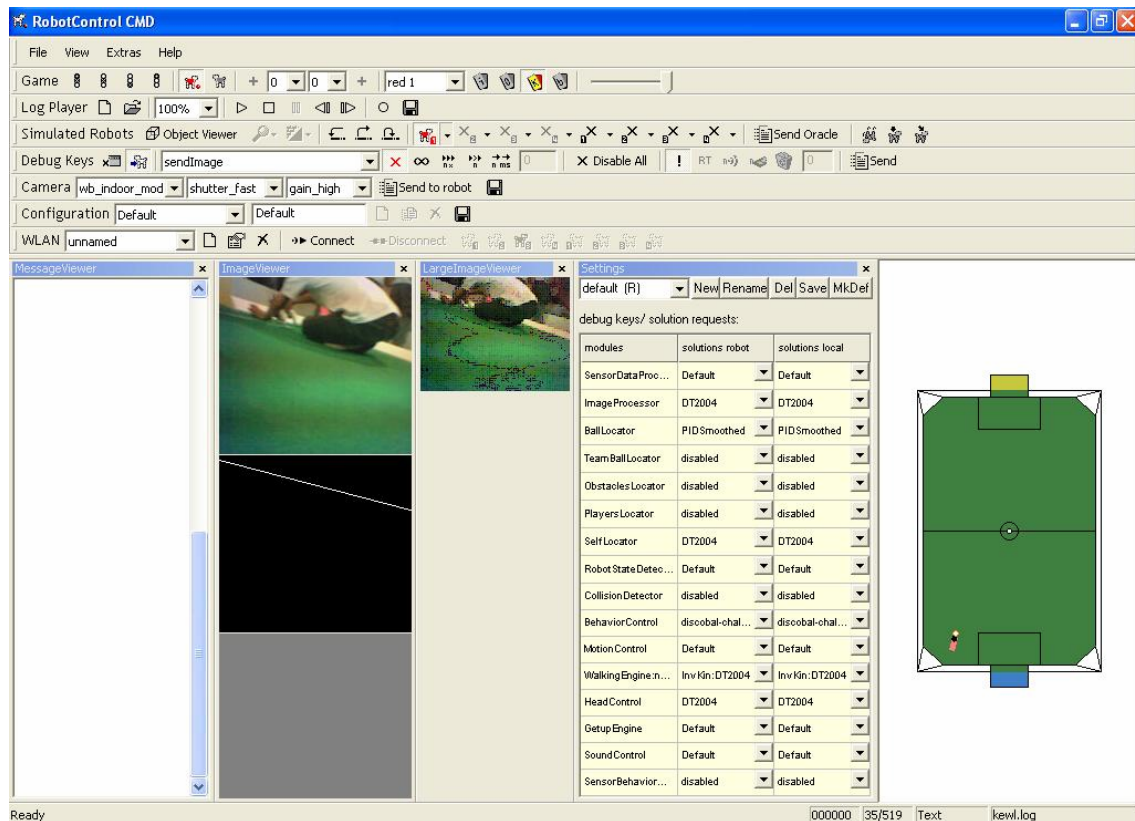 RobotControl CMD
File View Extras Help
Game 0 0 red 1
Log Player 100%
Simulated Robots Object Viewer Send Oracle
Debug Keys sendImage 0 Disable All ! RT 0 Send
Camera wb_indoor_mod shutter_fast gain_high Send to robot
Configuration Default Default
WLAN unnamed Connect Disconnect
MessageViewer ImageViewer LargeImageViewer Settings
default (R) New Rename Del Save MkDef
debug keys/ solution requests:
modules solutions robot solutions local
SensorDataProc... Default Default
ImageProcessor DT2004 DT2004
BallLocator PIDSmoothed PIDSmoothed
TeamBallLocator disabled disabled
ObstaclesLocator disabled disabled
PlayersLocator disabled disabled
SelfLocator DT2004 DT2004
RobotStateDetec... Default Default
CollisionDetector disabled disabled
BehaviorControl discobal-chal... discobal-chal...
MotionControl Default Default
WalkingEngine:n... InvKin:DT2004 InvKin:DT2004
HeadControl DT2004 DT2004
GetupEngine Default Default
SoundControl Default Default
SensorBehavior... disabled disabled
Ready 000000 35/519 Text kewl.log